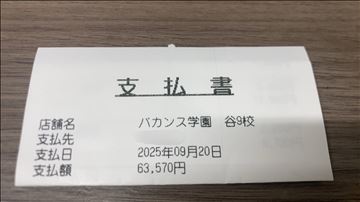 支払書
店舗名 バカンス学園 谷9校
支払先
支払日 2025年09月20日
支払額 63,570円